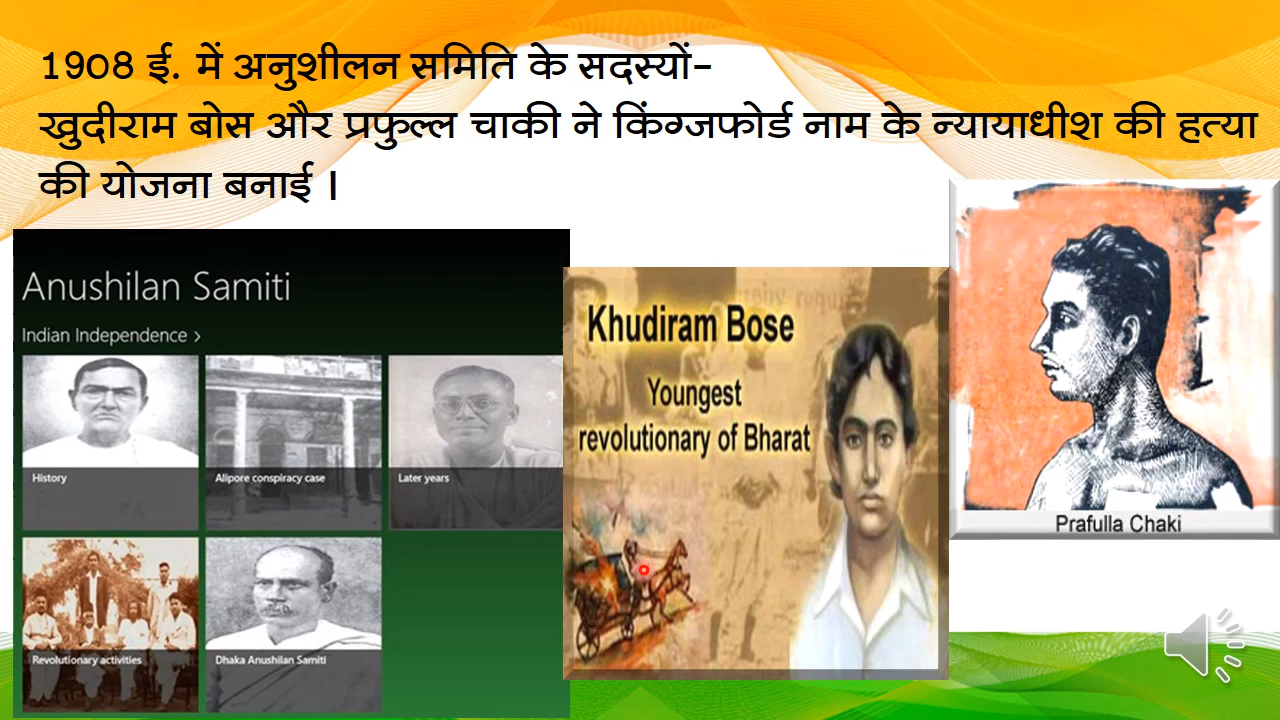 1908 ई. में अनुशीलन समिति के सदस्यों-
खुदीराम बोस और प्रफुल्ल चाकी ने किंग्जफोर्ड नाम के न्यायाधीश की हत्या
की योजना बनाई ।
Anushilan Samiti
Indian Independence >
History
Alipore conspiracy case
Later years
Revolutionary activities
Dhaka Anushilan Samiti
Khudiram Bose
Youngest
revolutionary of Bharat
Prafulla Chaki